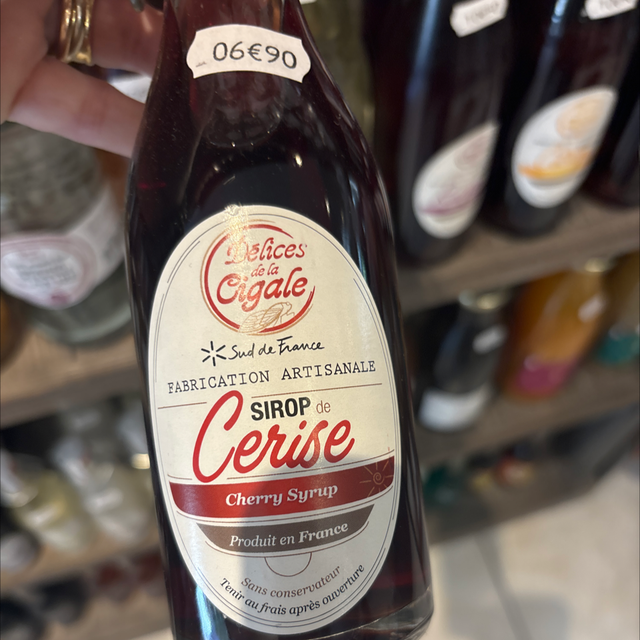 06€90
Délices
de la
Cigale
Sud de France
FABRICATION ARTISANALE
SIROP de
Cerise
Cherry Syrup
Produit en France
Sans conservateur
Tenir au frais après ouverture